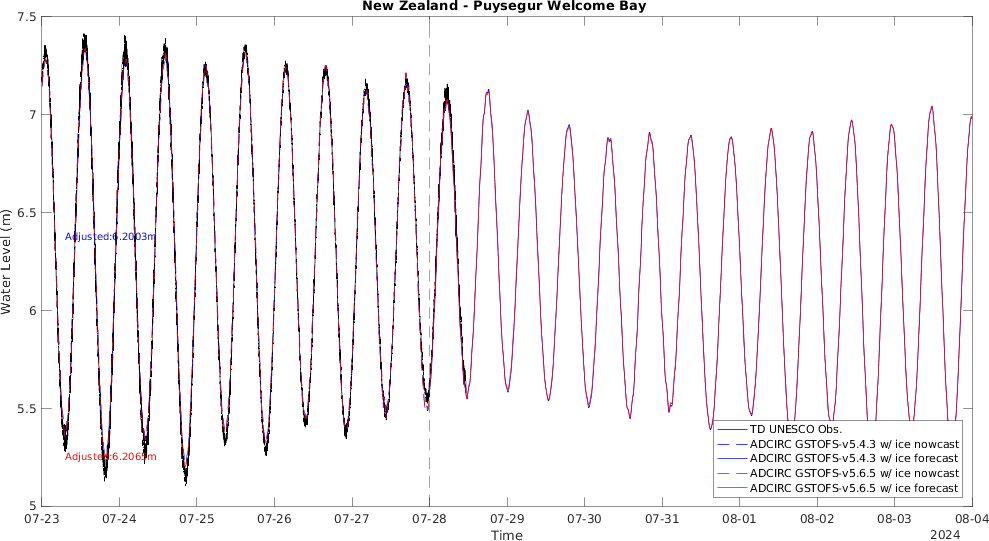 New Zealand - Puysegur Welcome Bay
7.5
7
6.5
6
5.5
5
Water Level (m)
Adjusted:6.2003m
Adjusted:6.2065m
TD UNESCO Obs.
ADCIRC GSTOFS-v5.4.3 w/ ice nowcast
ADCIRC GSTOFS-v5.4.3 w/ ice forecast
ADCIRC GSTOFS-v5.6.5 w/ ice nowcast
ADCIRC GSTOFS-v5.6.5 w/ ice forecast
07-23 07-24 07-25 07-26 07-27 07-28 07-29 07-30 07-31 08-01 08-02 08-03 08-04
Time
2024